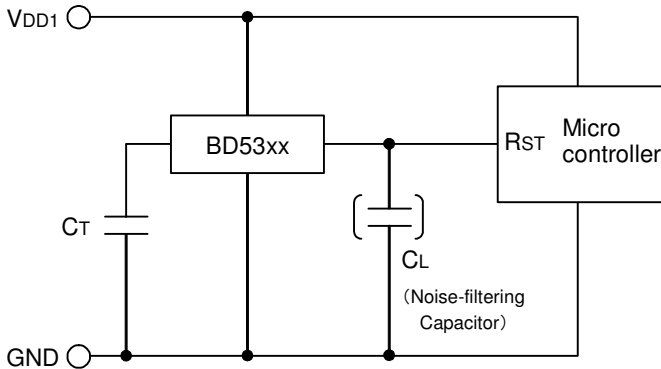 VDD1
BD53xx
RST
Micro
controller
CT
CL
（Noise-filtering
Capacitor）
GND